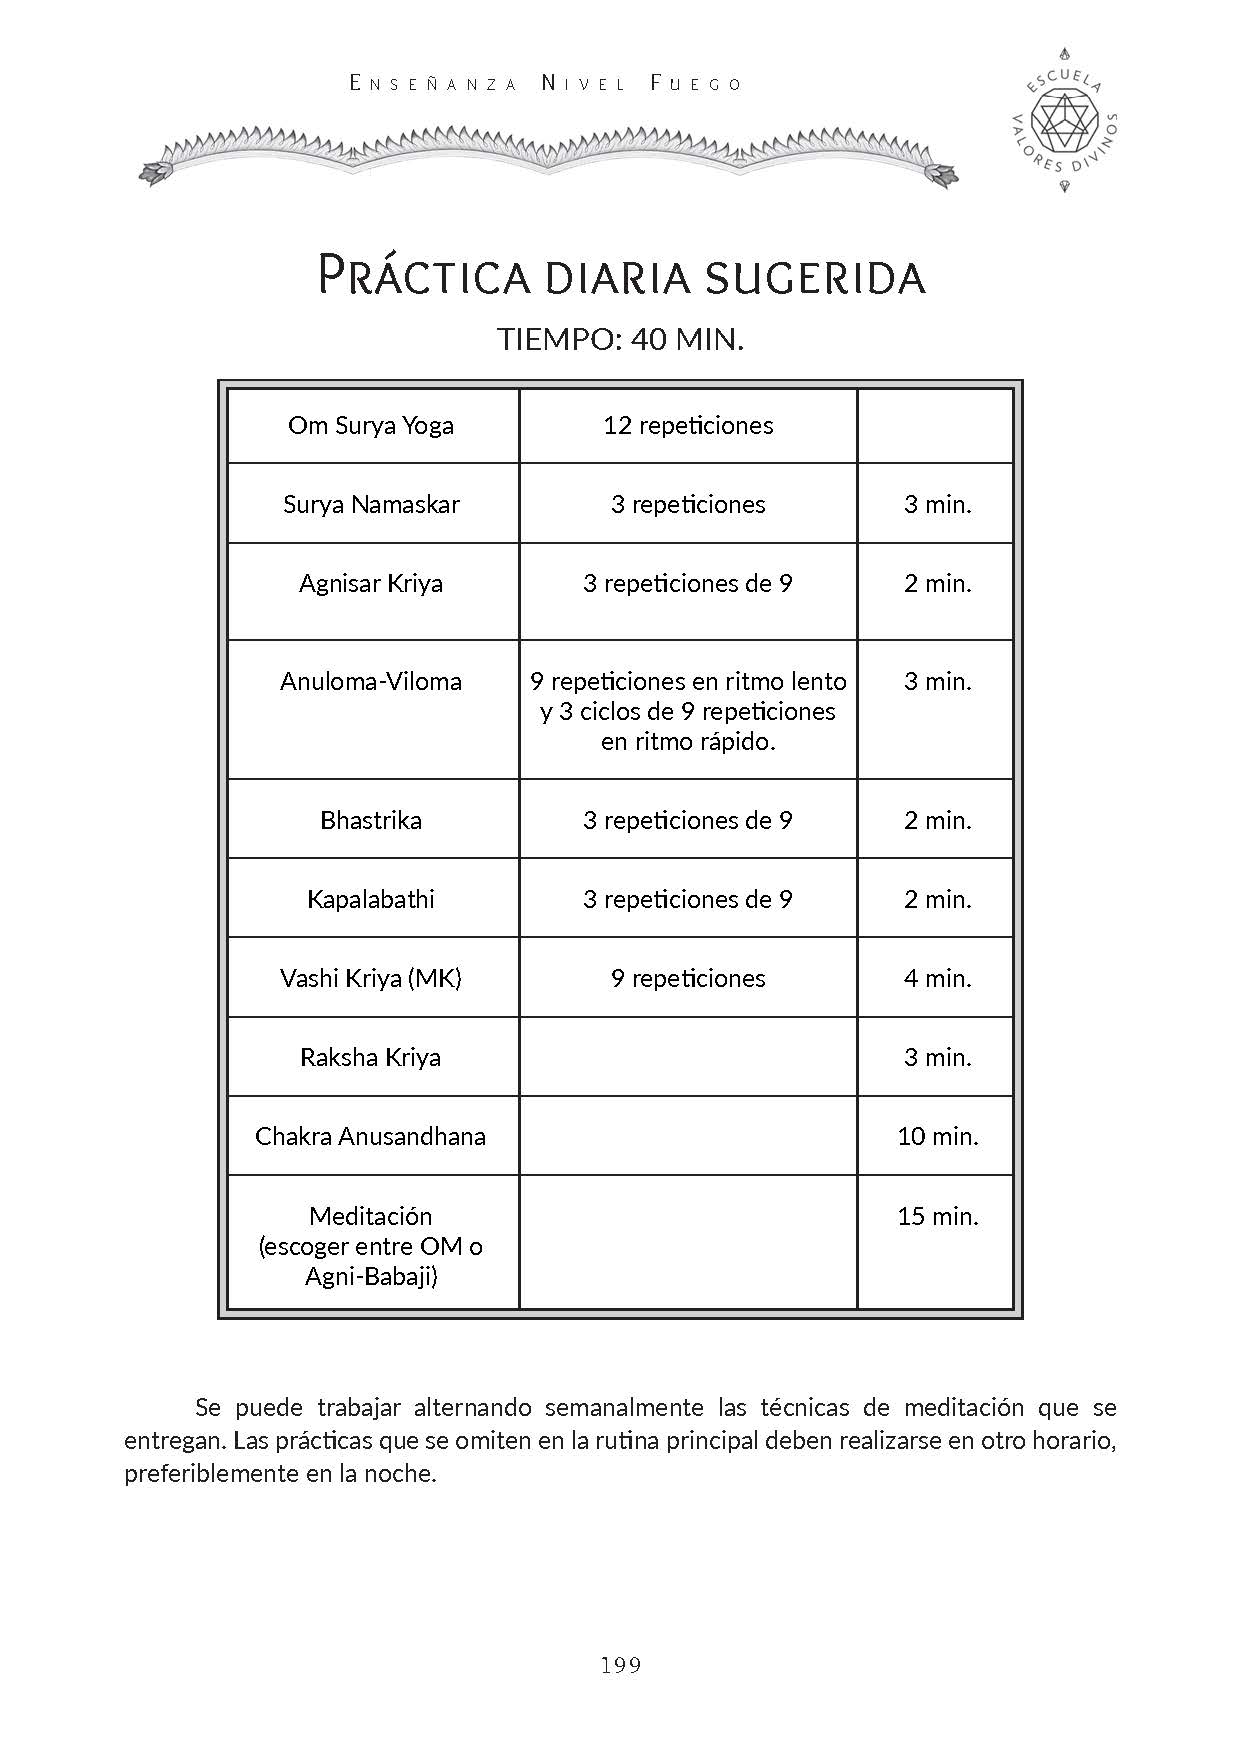 Enseñanza Nivel Fuego
ESCUELA
VALORES DIVINOS
Práctica diaria sugerida
TIEMPO: 40 MIN.
Om Surya Yoga 12 repeticiones
Surya Namaskar 3 repeticiones 3 min.
Agnisar Kriya 3 repeticiones de 9 2 min.
Anuloma-Viloma 9 repeticiones en ritmo lento 3 min.
y 3 ciclos de 9 repeticiones
en ritmo rápido.
Bhastrika 3 repeticiones de 9 2 min.
Kapalabathi 3 repeticiones de 9 2 min.
Vashi Kriya (MK) 9 repeticiones 4 min.
Raksha Kriya 3 min.
Chakra Anusandhana 10 min.
Meditación 15 min.
(escoger entre OM o
Agni-Babaji)
Se puede trabajar alternando semanalmente las técnicas de meditación que se
entregan. Las prácticas que se omiten en la rutina principal deben realizarse en otro horario,
preferiblemente en la noche.
199